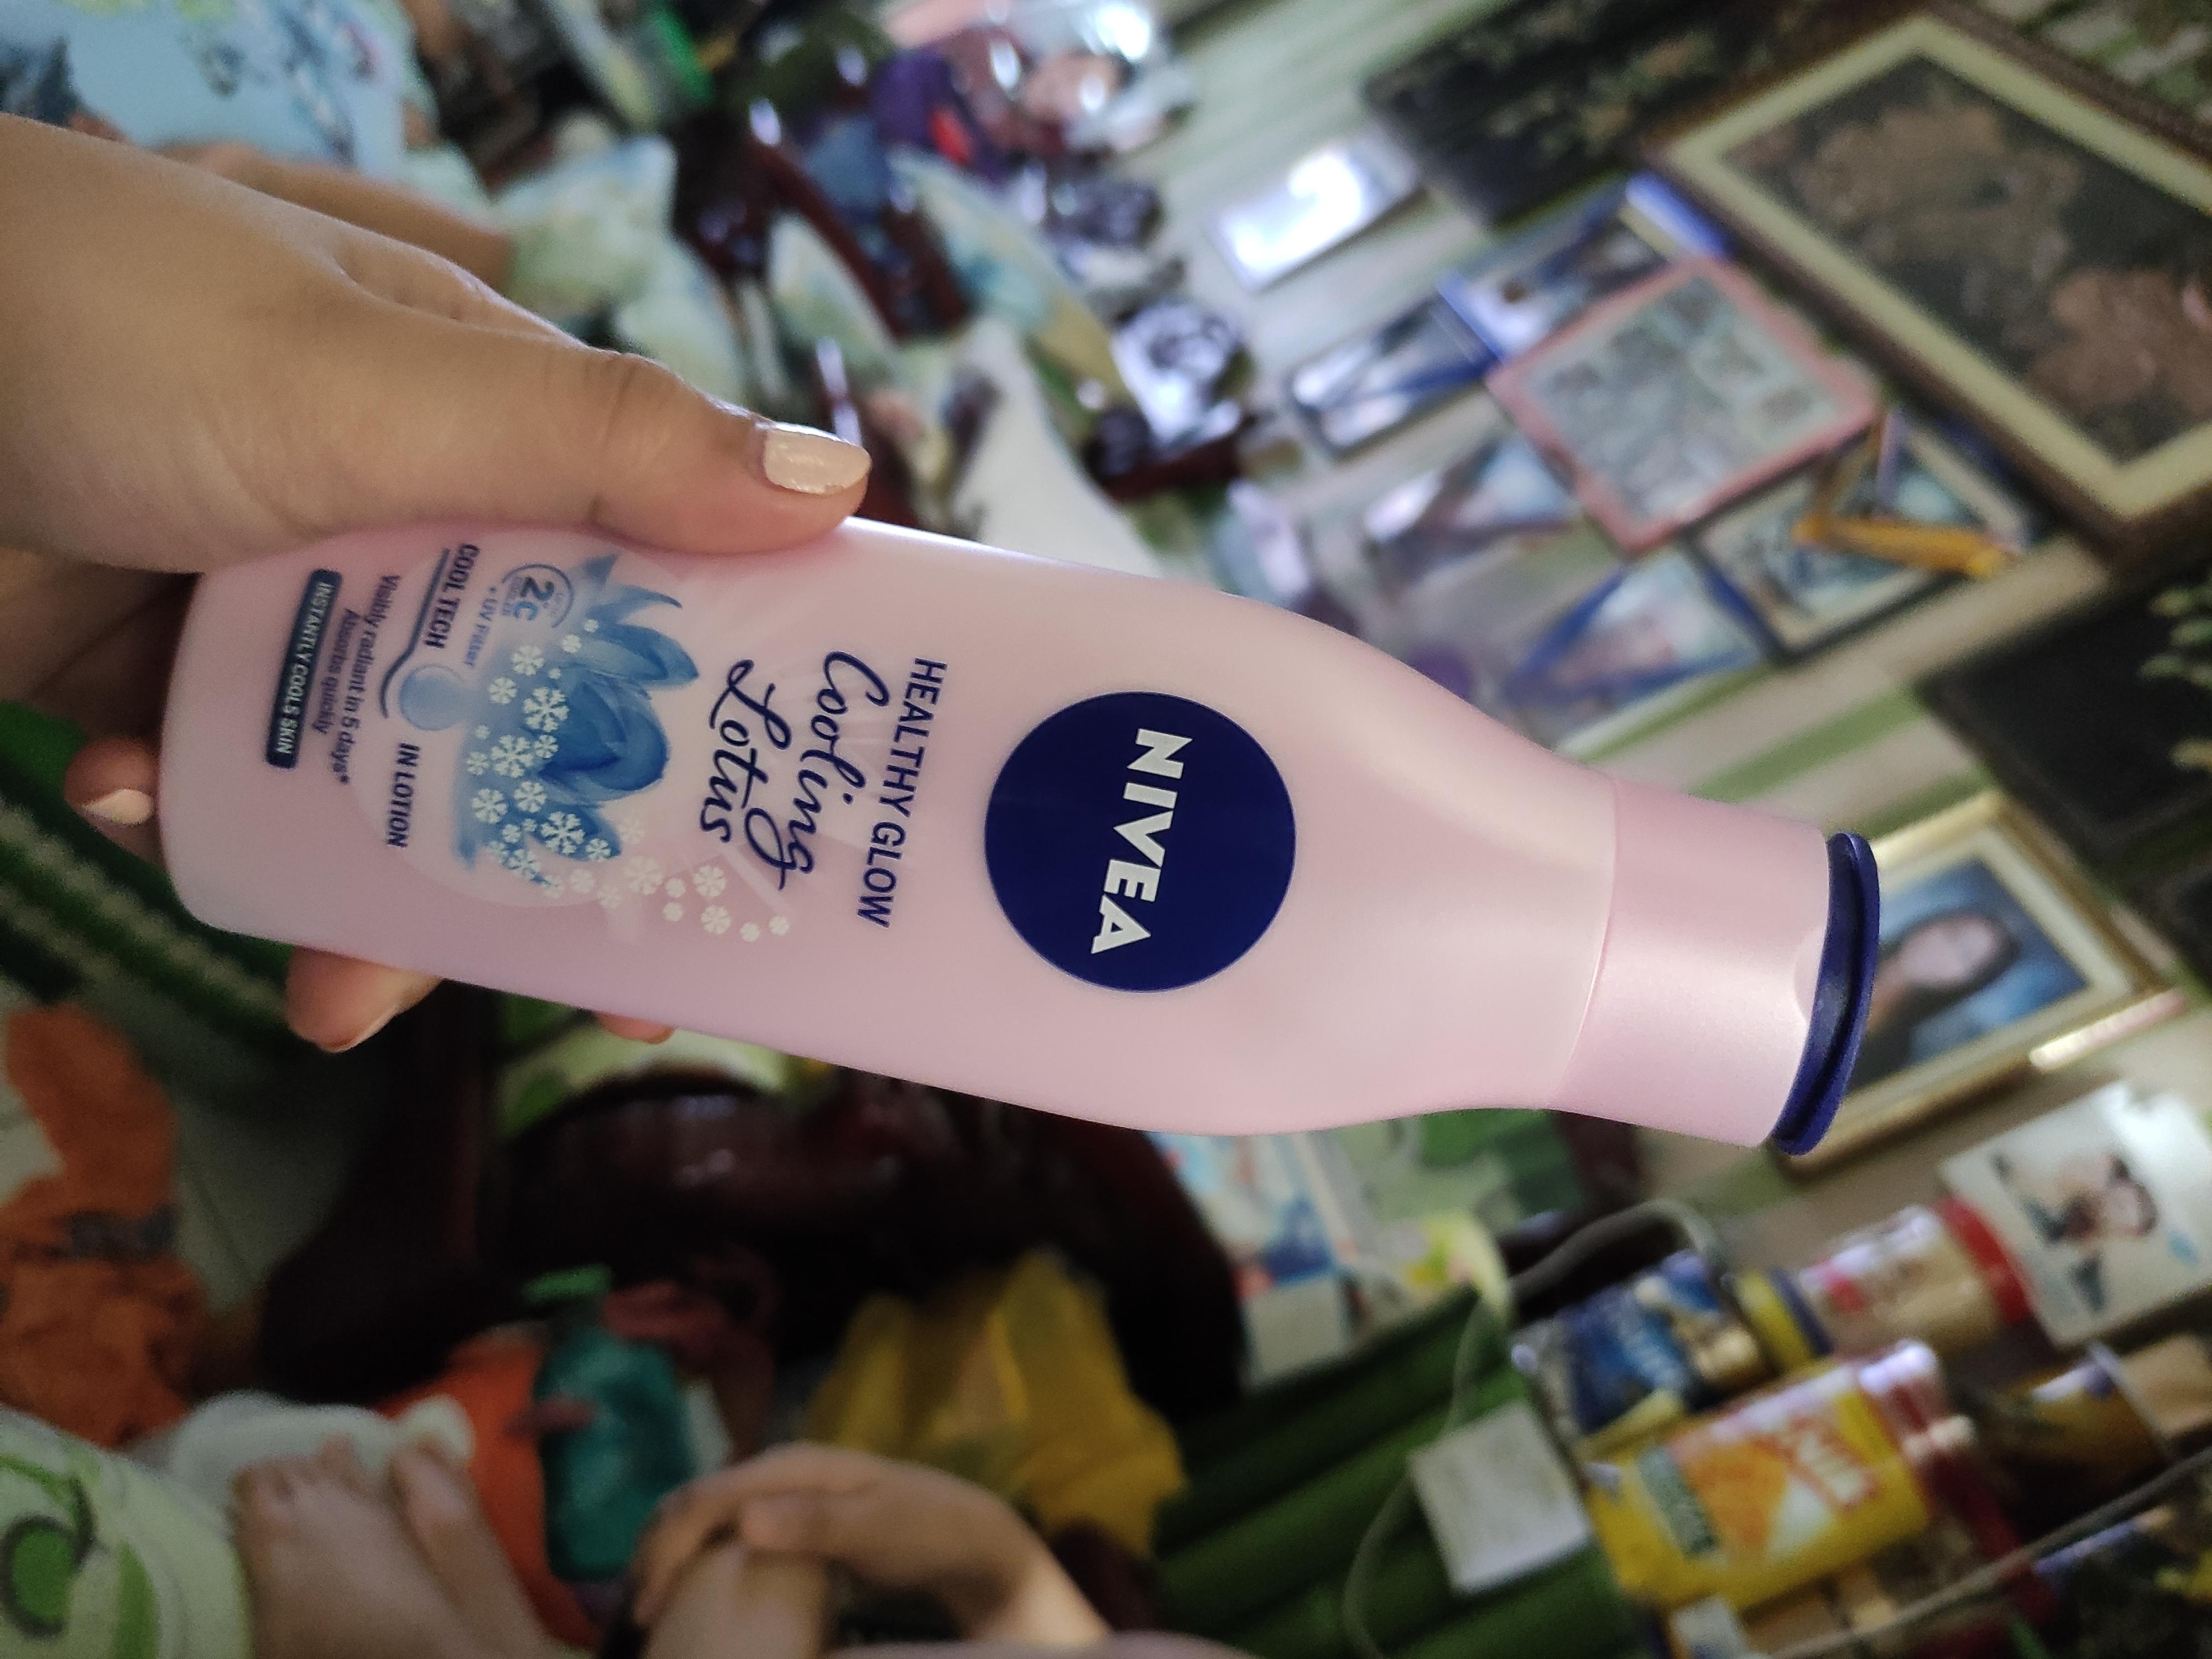 NIVEA
HEALTHY GLOW
Cooling
Lotus
2°C
+ UV Filter
COOL TECH IN LOTION
Visibly radiant in 5 days*
Absorbs quickly
INSTANTLY COOLS SKIN